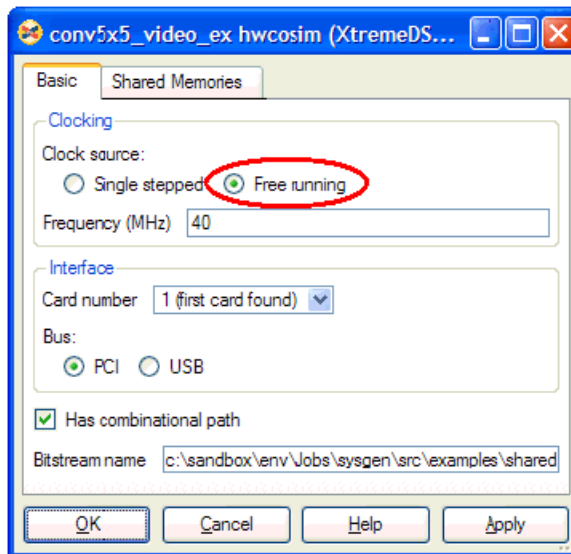 conv5x5_video_ex hwcosim (XtremeDS...
Basic Shared Memories
Clocking
Clock source:
Single stepped Free running
Frequency (MHz) 40
Interface
Card number 1 (first card found)
Bus:
PCI USB
Has combinational path
Bitstream name c:\sandbox\env\Jobs\sysgen\src\examples\shared
OK Cancel Help Apply